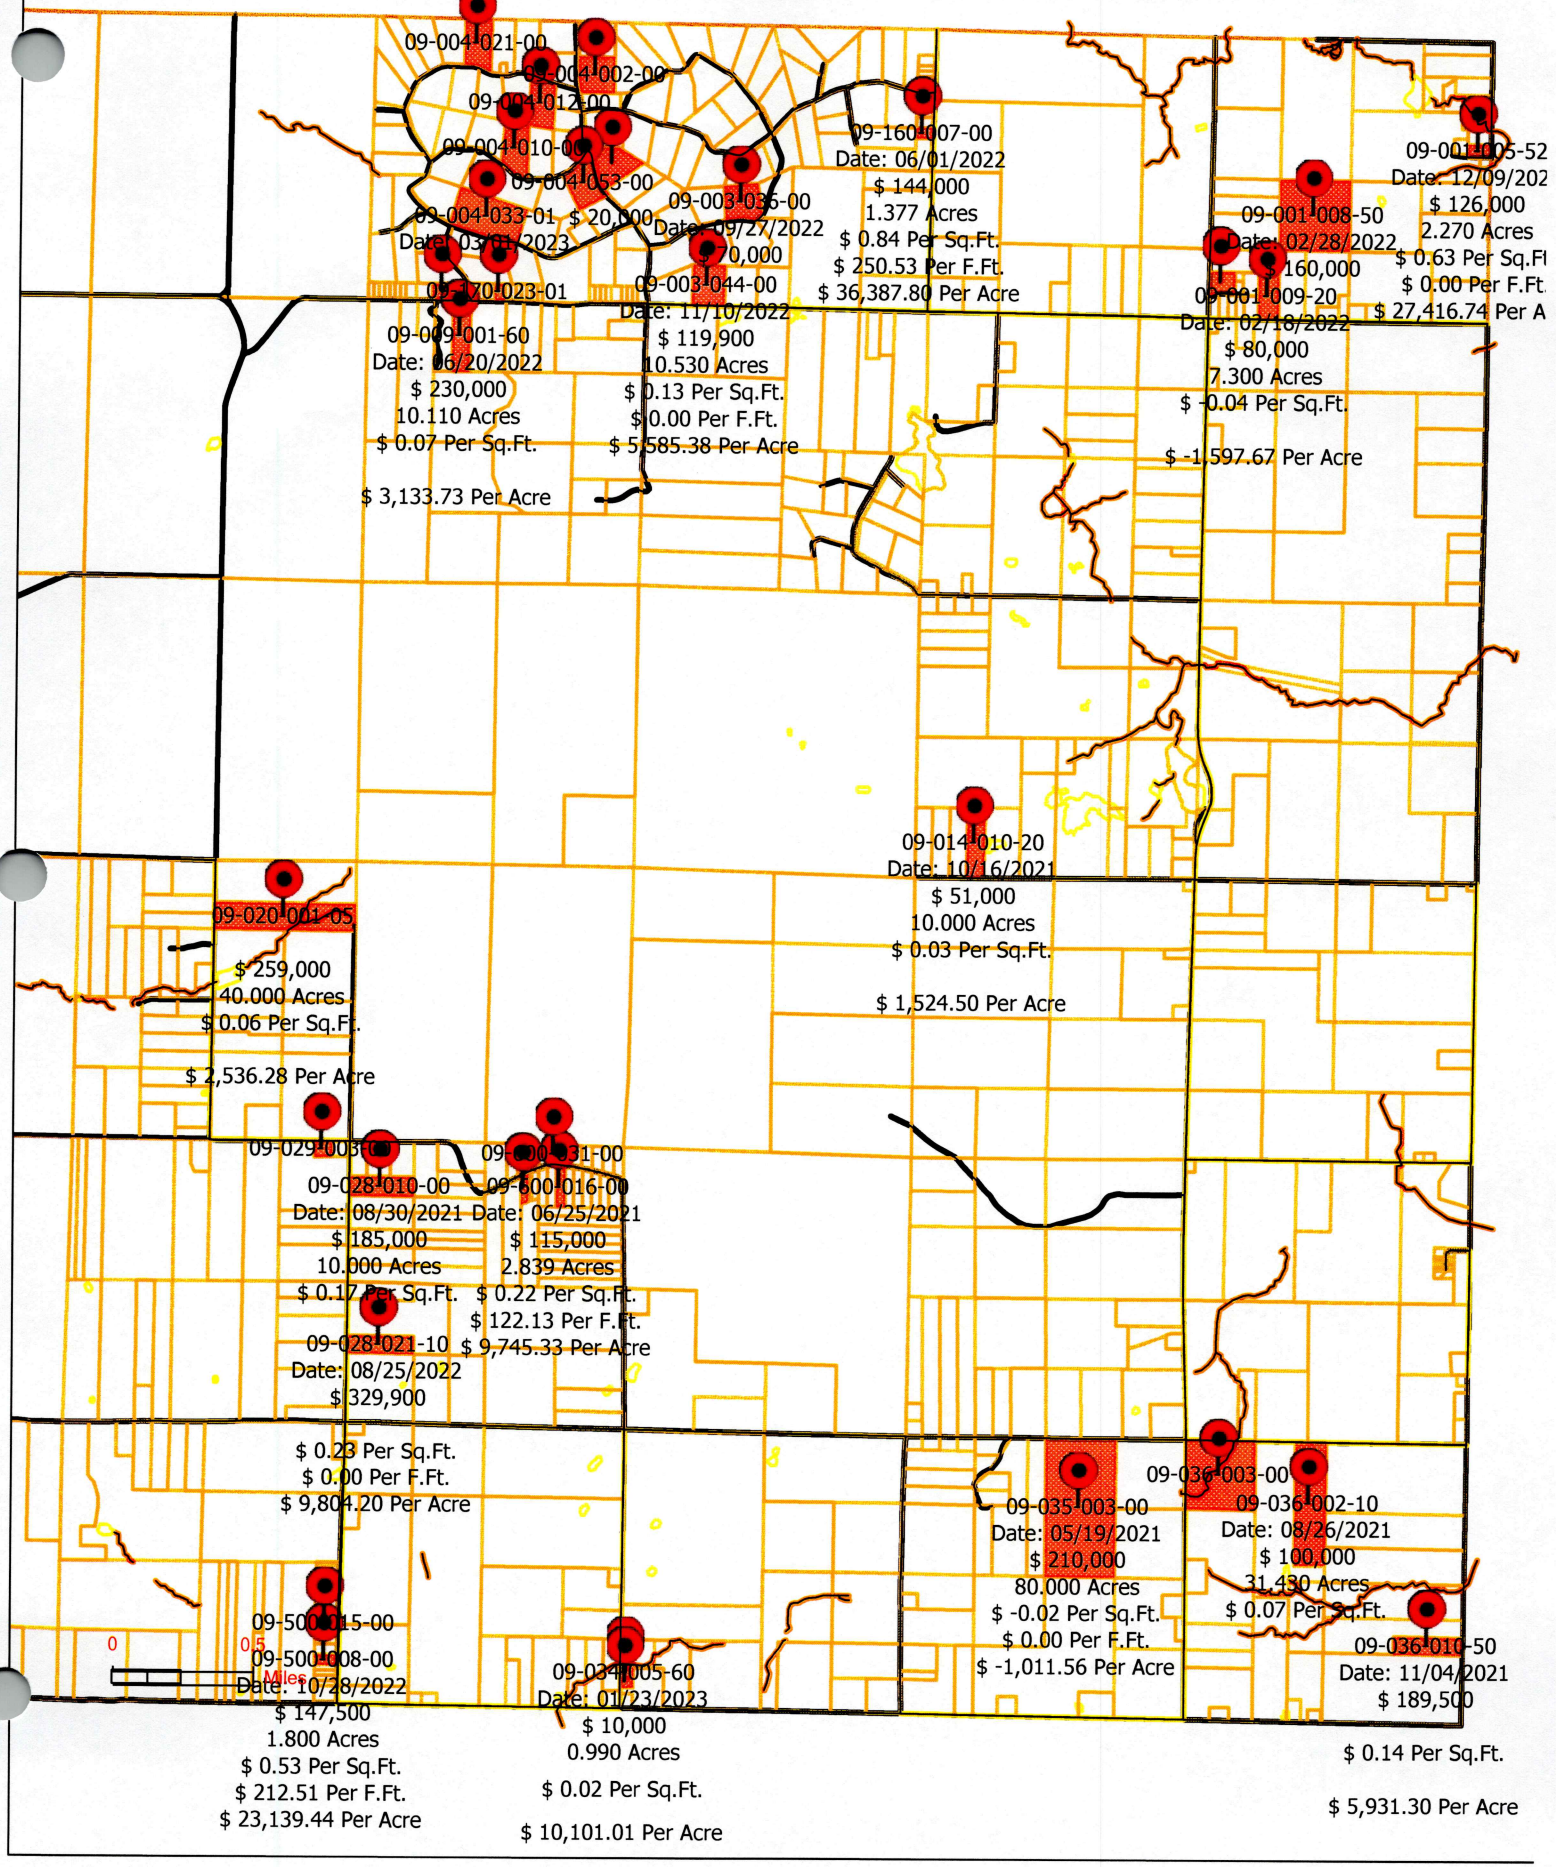 09-004-021-00
09-004-002-00
09-004-012-00
09-004-010-00
09-004-053-00
$ 20,000
09-004-033-01
Date: 03/01/2023
09-170-023-01
09-009-001-60
Date: 06/20/2022
$ 230,000
10.110 Acres
$ 0.07 Per Sq.Ft.
$ 3,133.73 Per Acre
09-003-036-00
Date: 09/27/2022
$ 70,000
09-003-044-00
Date: 11/10/2022
$ 119,900
10.530 Acres
$ 0.13 Per Sq.Ft.
$ 0.00 Per F.Ft.
$ 5,585.38 Per Acre
09-160-007-00
Date: 06/01/2022
$ 144,000
1.377 Acres
$ 0.84 Per Sq.Ft.
$ 250.53 Per F.Ft.
$ 36,387.80 Per Acre
09-001-005-52
Date: 12/09/202
$ 126,000
2.270 Acres
$ 0.63 Per Sq.Ft
$ 0.00 Per F.Ft.
$ 27,416.74 Per A
09-001-008-50
Date: 02/28/2022
$ 160,000
09-001-009-20
Date: 02/18/2022
$ 80,000
7.300 Acres
$ -0.04 Per Sq.Ft.
$ -1,597.67 Per Acre
09-014-010-20
Date: 10/16/2021
$ 51,000
10.000 Acres
$ 0.03 Per Sq.Ft.
$ 1,524.50 Per Acre
09-020-001-05
$ 259,000
40.000 Acres
$ 0.06 Per Sq.Ft.
$ 2,536.28 Per Acre
09-029-003-00
09-028-010-00
Date: 08/30/2021
$ 185,000
10.000 Acres
$ 0.17 Per Sq.Ft.
09-600-031-00
09-600-016-00
Date: 06/25/2021
$ 115,000
2.839 Acres
$ 0.22 Per Sq.Ft.
$ 122.13 Per F.Ft.
$ 9,745.33 Per Acre
09-028-021-10
Date: 08/25/2022
$ 329,900
$ 0.23 Per Sq.Ft.
$ 0.00 Per F.Ft.
$ 9,804.20 Per Acre
09-035-003-00
Date: 05/19/2021
$ 210,000
80.000 Acres
$ -0.02 Per Sq.Ft.
$ 0.00 Per F.Ft.
$ -1,011.56 Per Acre
09-036-003-00
09-036-002-10
Date: 08/26/2021
$ 100,000
31.430 Acres
$ 0.07 Per Sq.Ft.
09-036-010-50
Date: 11/04/2021
$ 189,500
$ 0.14 Per Sq.Ft.
$ 5,931.30 Per Acre
09-500-015-00
0 0.5
Miles
09-500-008-00
Date: 10/28/2022
$ 147,500
1.800 Acres
$ 0.53 Per Sq.Ft.
$ 212.51 Per F.Ft.
$ 23,139.44 Per Acre
09-034-005-60
Date: 01/23/2023
$ 10,000
0.990 Acres
$ 0.02 Per Sq.Ft.
$ 10,101.01 Per Acre